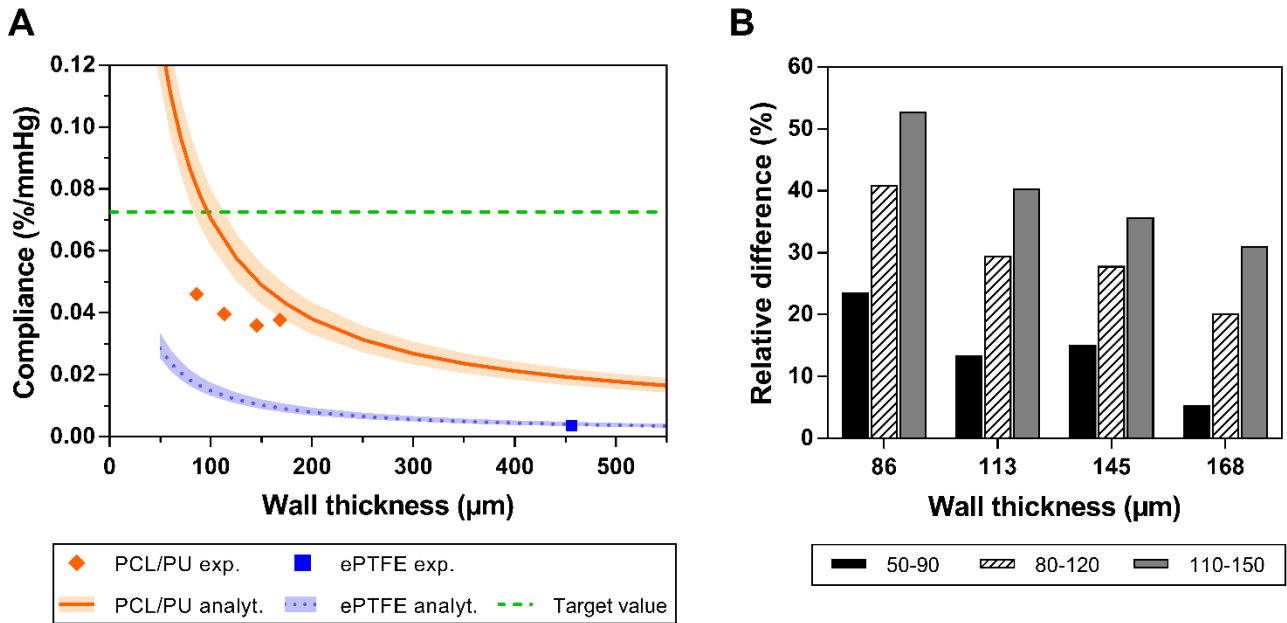 A
Compliance (%/mmHg)
0.12
0.10
0.08
0.06
0.04
0.02
0.00
0 100 200 300 400 500
Wall thickness (µm)
PCL/PU exp. ePTFE exp.
PCL/PU analyt. ePTFE analyt. Target value
B
Relative difference (%)
60
50
40
30
20
10
0
86 113 145 168
Wall thickness (µm)
50-90 80-120 110-150